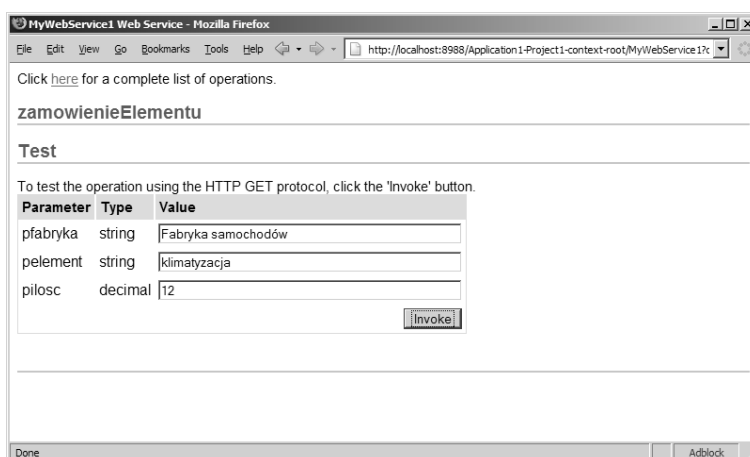 MyWebService1 Web Service - Mozilla Firefox
File Edit View Go Bookmarks Tools Help http://localhost:8988/Application1-Project1-context-root/MyWebService1?c
Click here for a complete list of operations.
zamowienieElementu
Test
To test the operation using the HTTP GET protocol, click the 'Invoke' button.
Parameter Type Value
pfabryka string Fabryka samochodów
pelement string klimatyzacja
pilosc decimal 12
Invoke
Done Adblock